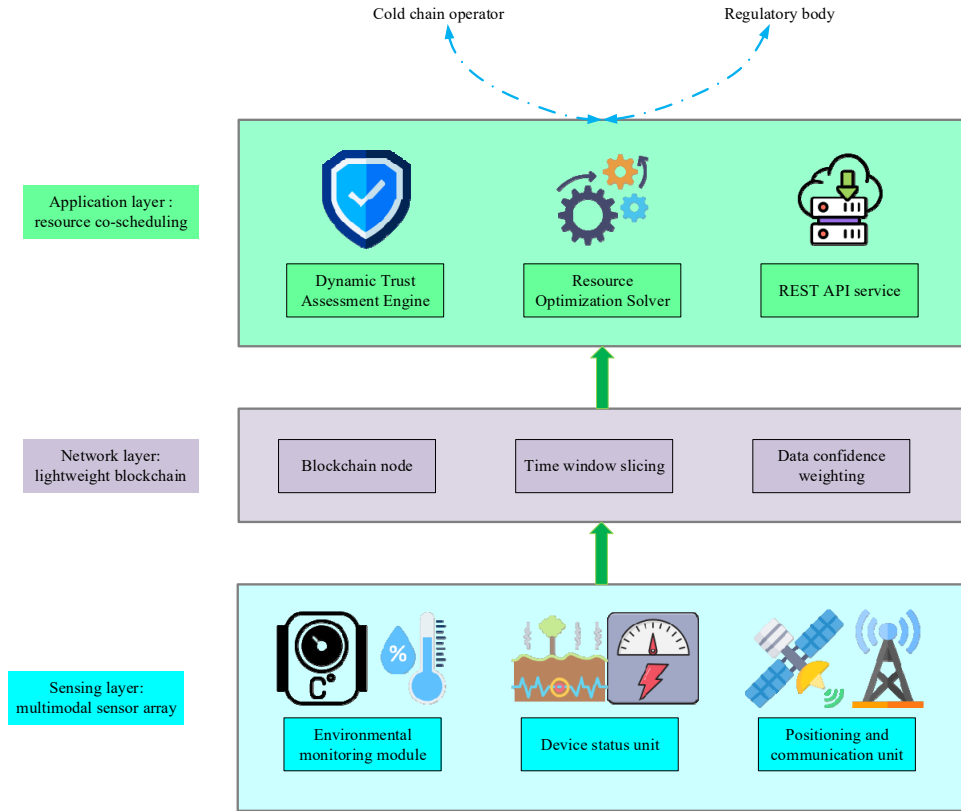 Cold chain operator
Regulatory body
Application layer :
resource co-scheduling
Dynamic Trust
Assessment Engine
Resource
Optimization Solver
REST API service
Network layer:
lightweight blockchain
Blockchain node
Time window slicing
Data confidence
weighting
C°
%
Sensing layer:
multimodal sensor array
Environmental
monitoring module
Device status unit
Positioning and
communication unit